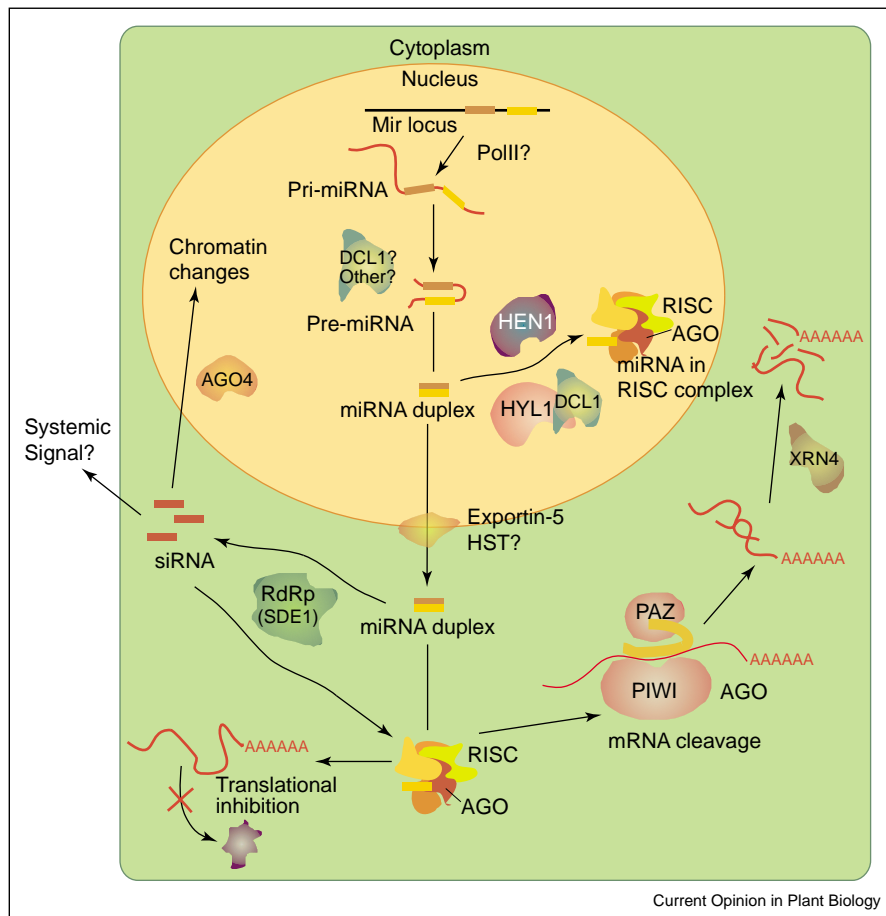 Cytoplasm
Nucleus
Mir locus
PolII?
Pri-miRNA
DCL1?
Other?
Pre-miRNA
Chromatin
changes
HEN1
RISC
AGO
miRNA in
RISC complex
AAAAAA
AGO4
miRNA duplex
HYL1
DCL1
Systemic
Signal?
XRN4
Exportin-5
HST?
siRNA
AAAAAA
RdRp
(SDE1)
miRNA duplex
PAZ
AAAAAA
PIWI
AGO
mRNA cleavage
AAAAAA
RISC
Translational
inhibition
AGO
Current Opinion in Plant Biology